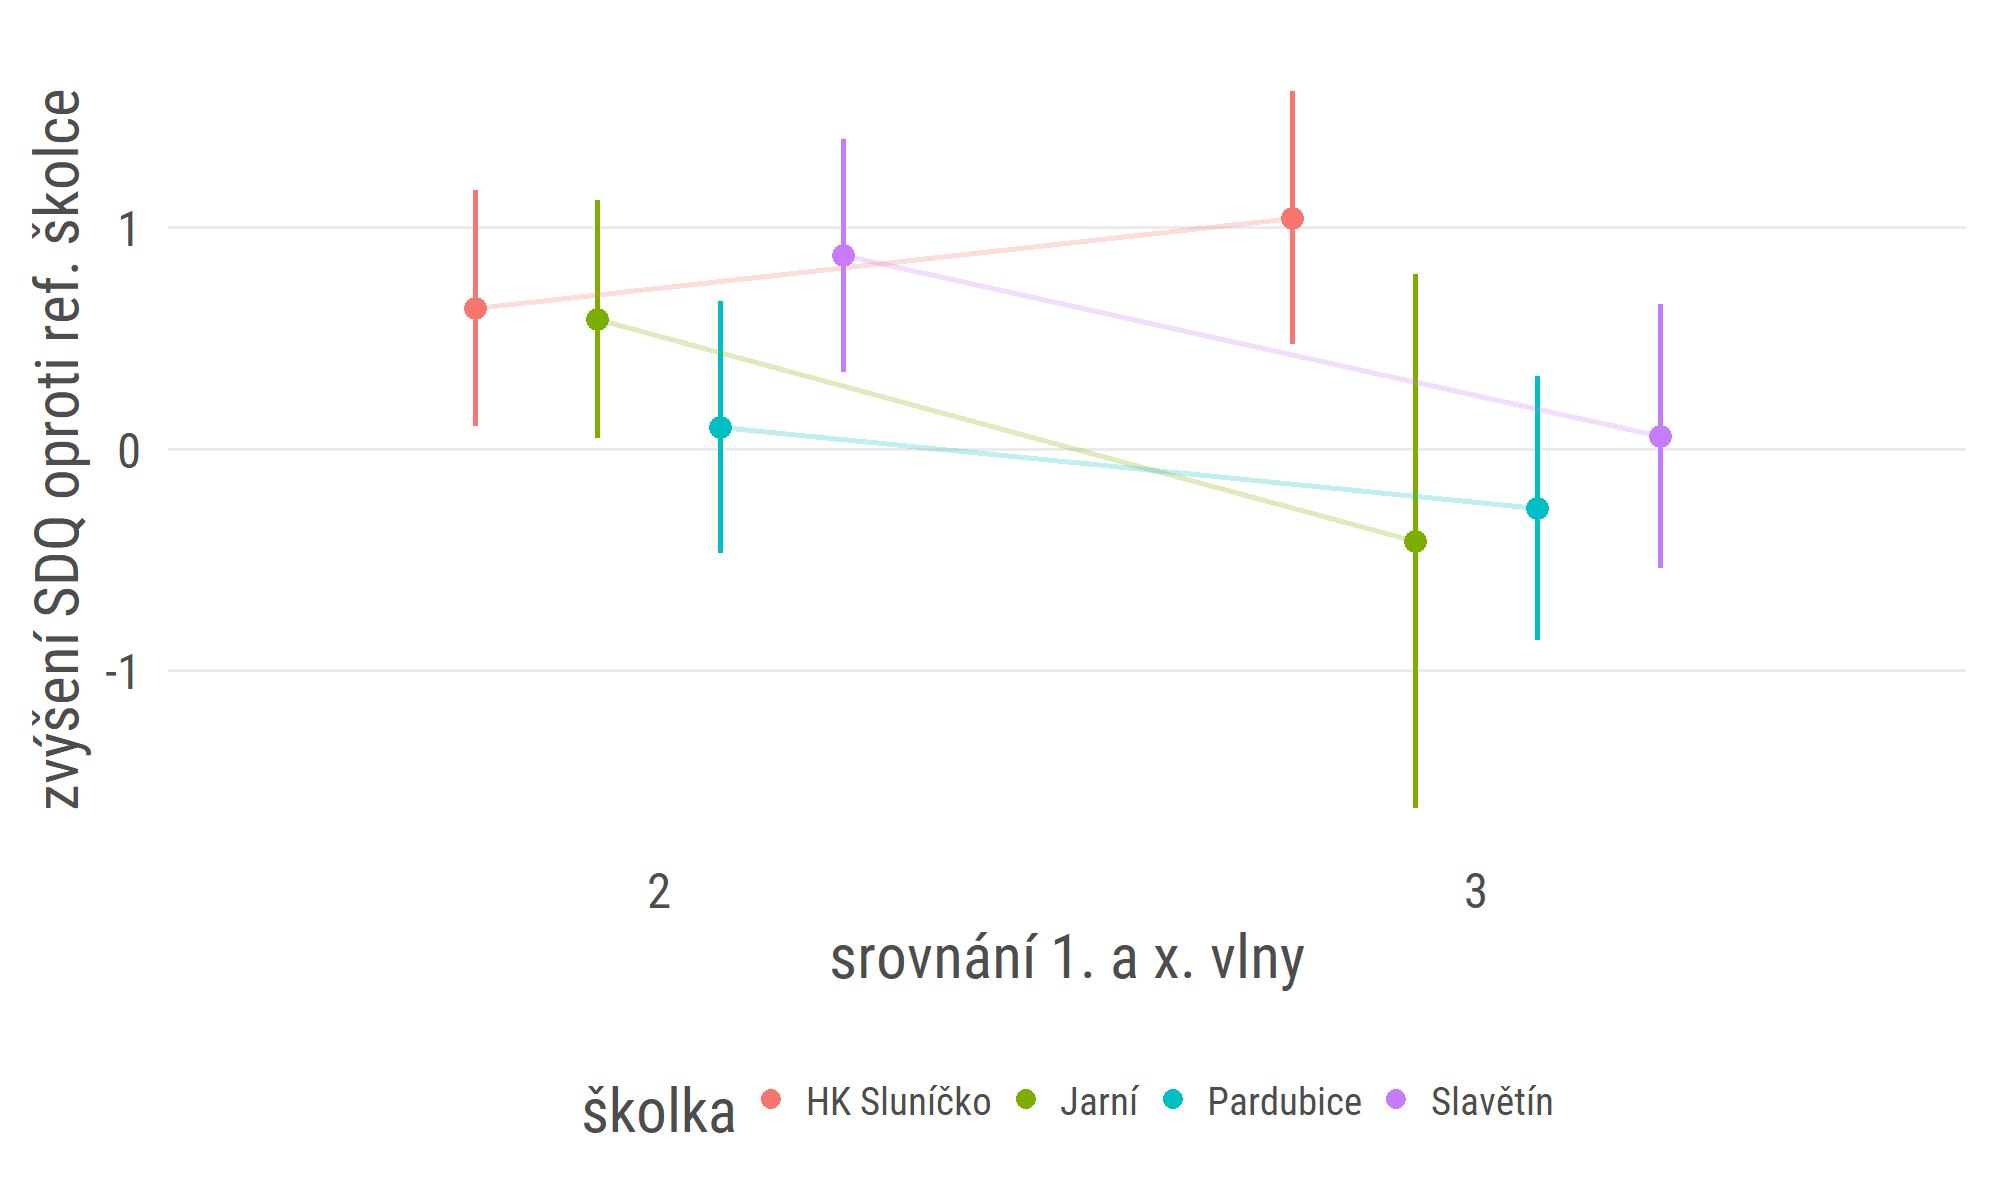 zvýšení SDQ oproti ref. školce
1
0
-1
2 3
srovnání 1. a x. vlny
školka HK Sluníčko Jarní Pardubice Slavětín